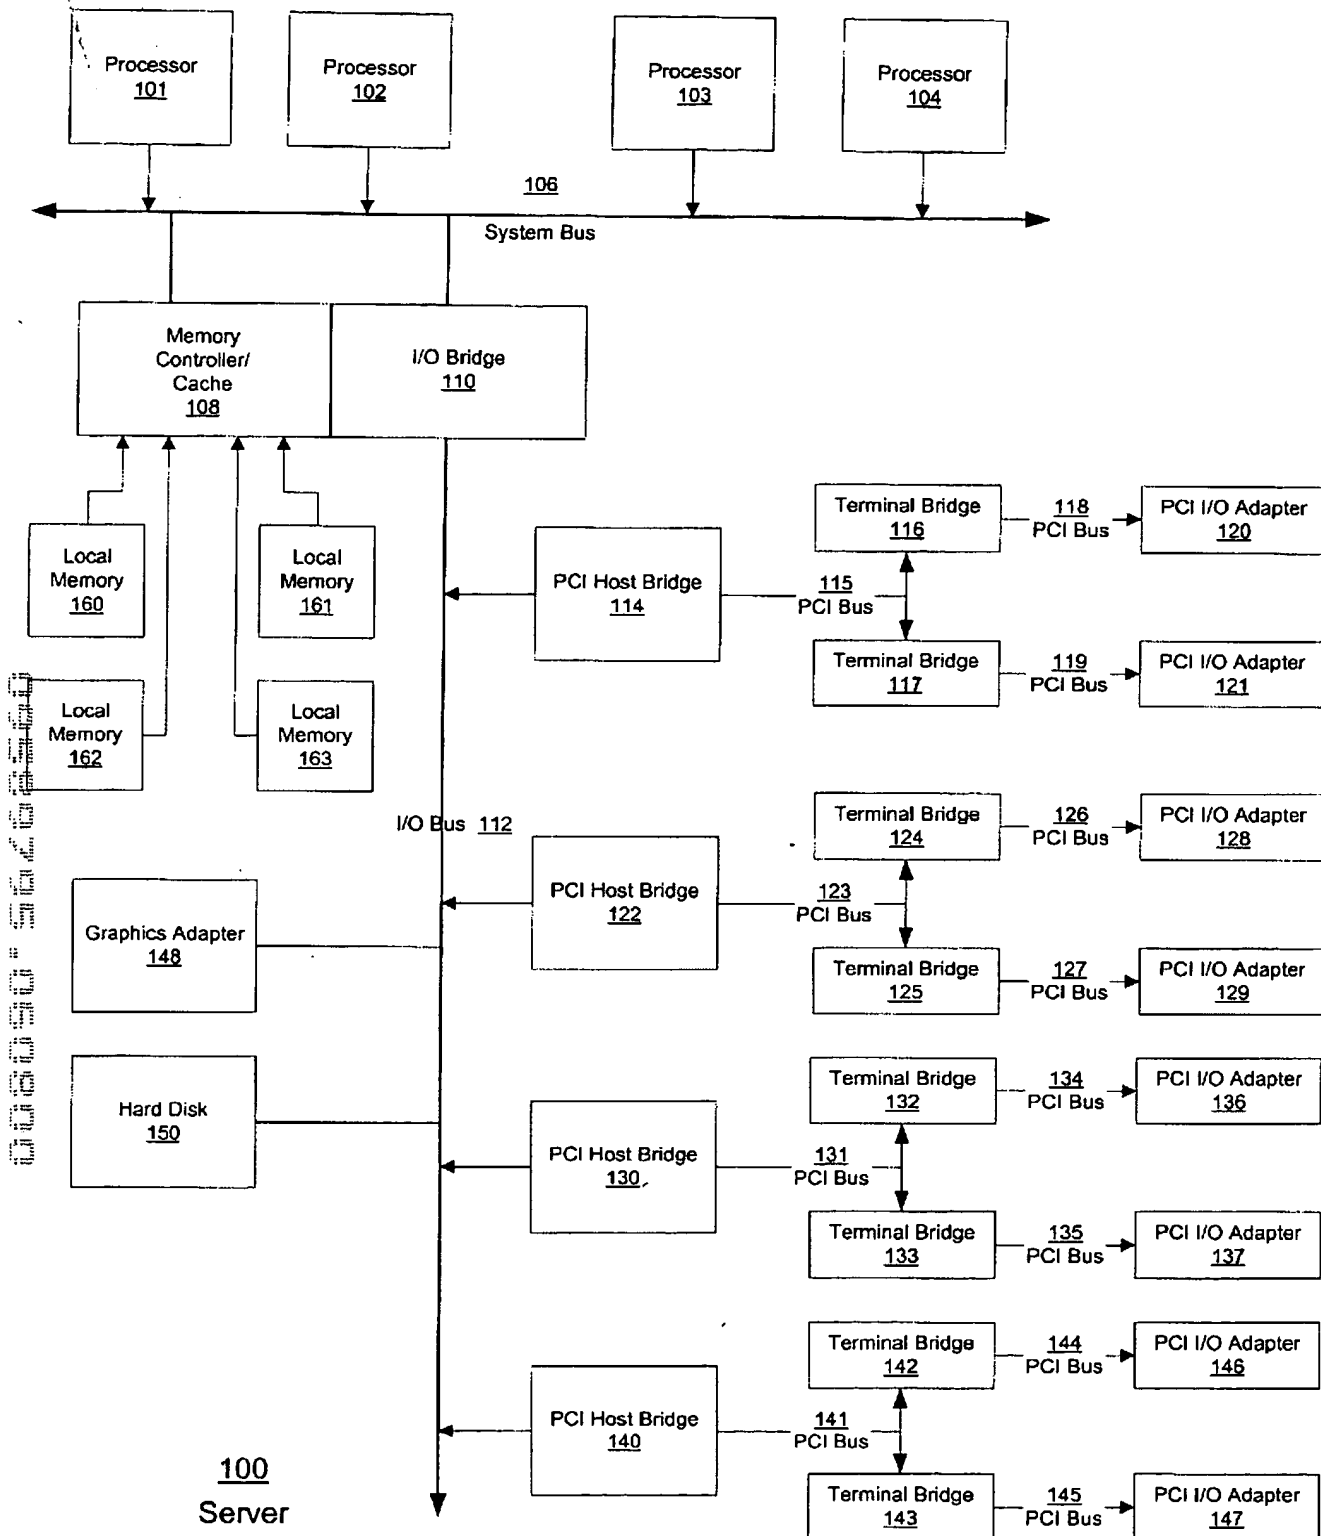 Processor
101
Processor
102
Processor
103
Processor
104
106
System Bus
Memory
Controller/
Cache
108
I/O Bridge
110
Local
Memory
160
Local
Memory
161
Local
Memory
162
Local
Memory
163
I/O Bus 112
Graphics Adapter
148
Hard Disk
150
PCI Host Bridge
114
115
PCI Bus
Terminal Bridge
116
118
PCI Bus
PCI I/O Adapter
120
Terminal Bridge
117
119
PCI Bus
PCI I/O Adapter
121
PCI Host Bridge
122
123
PCI Bus
Terminal Bridge
124
126
PCI Bus
PCI I/O Adapter
128
Terminal Bridge
125
127
PCI Bus
PCI I/O Adapter
129
PCI Host Bridge
130
131
PCI Bus
Terminal Bridge
132
134
PCI Bus
PCI I/O Adapter
136
Terminal Bridge
133
135
PCI Bus
PCI I/O Adapter
137
PCI Host Bridge
140
141
PCI Bus
Terminal Bridge
142
144
PCI Bus
PCI I/O Adapter
146
Terminal Bridge
143
145
PCI Bus
PCI I/O Adapter
147
100
Server